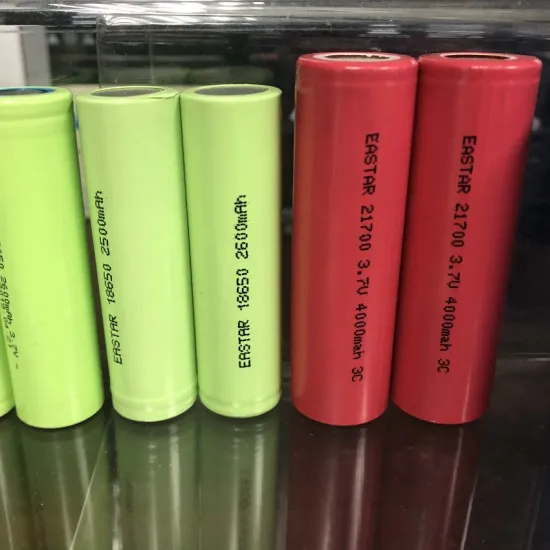 EASTAR 18650 2500mAh
EASTAR 18650 2600mAh
EASTAR 21700 3.7V 4000mah 3C
EASTAR 21700 3.7V 4000mah 3C